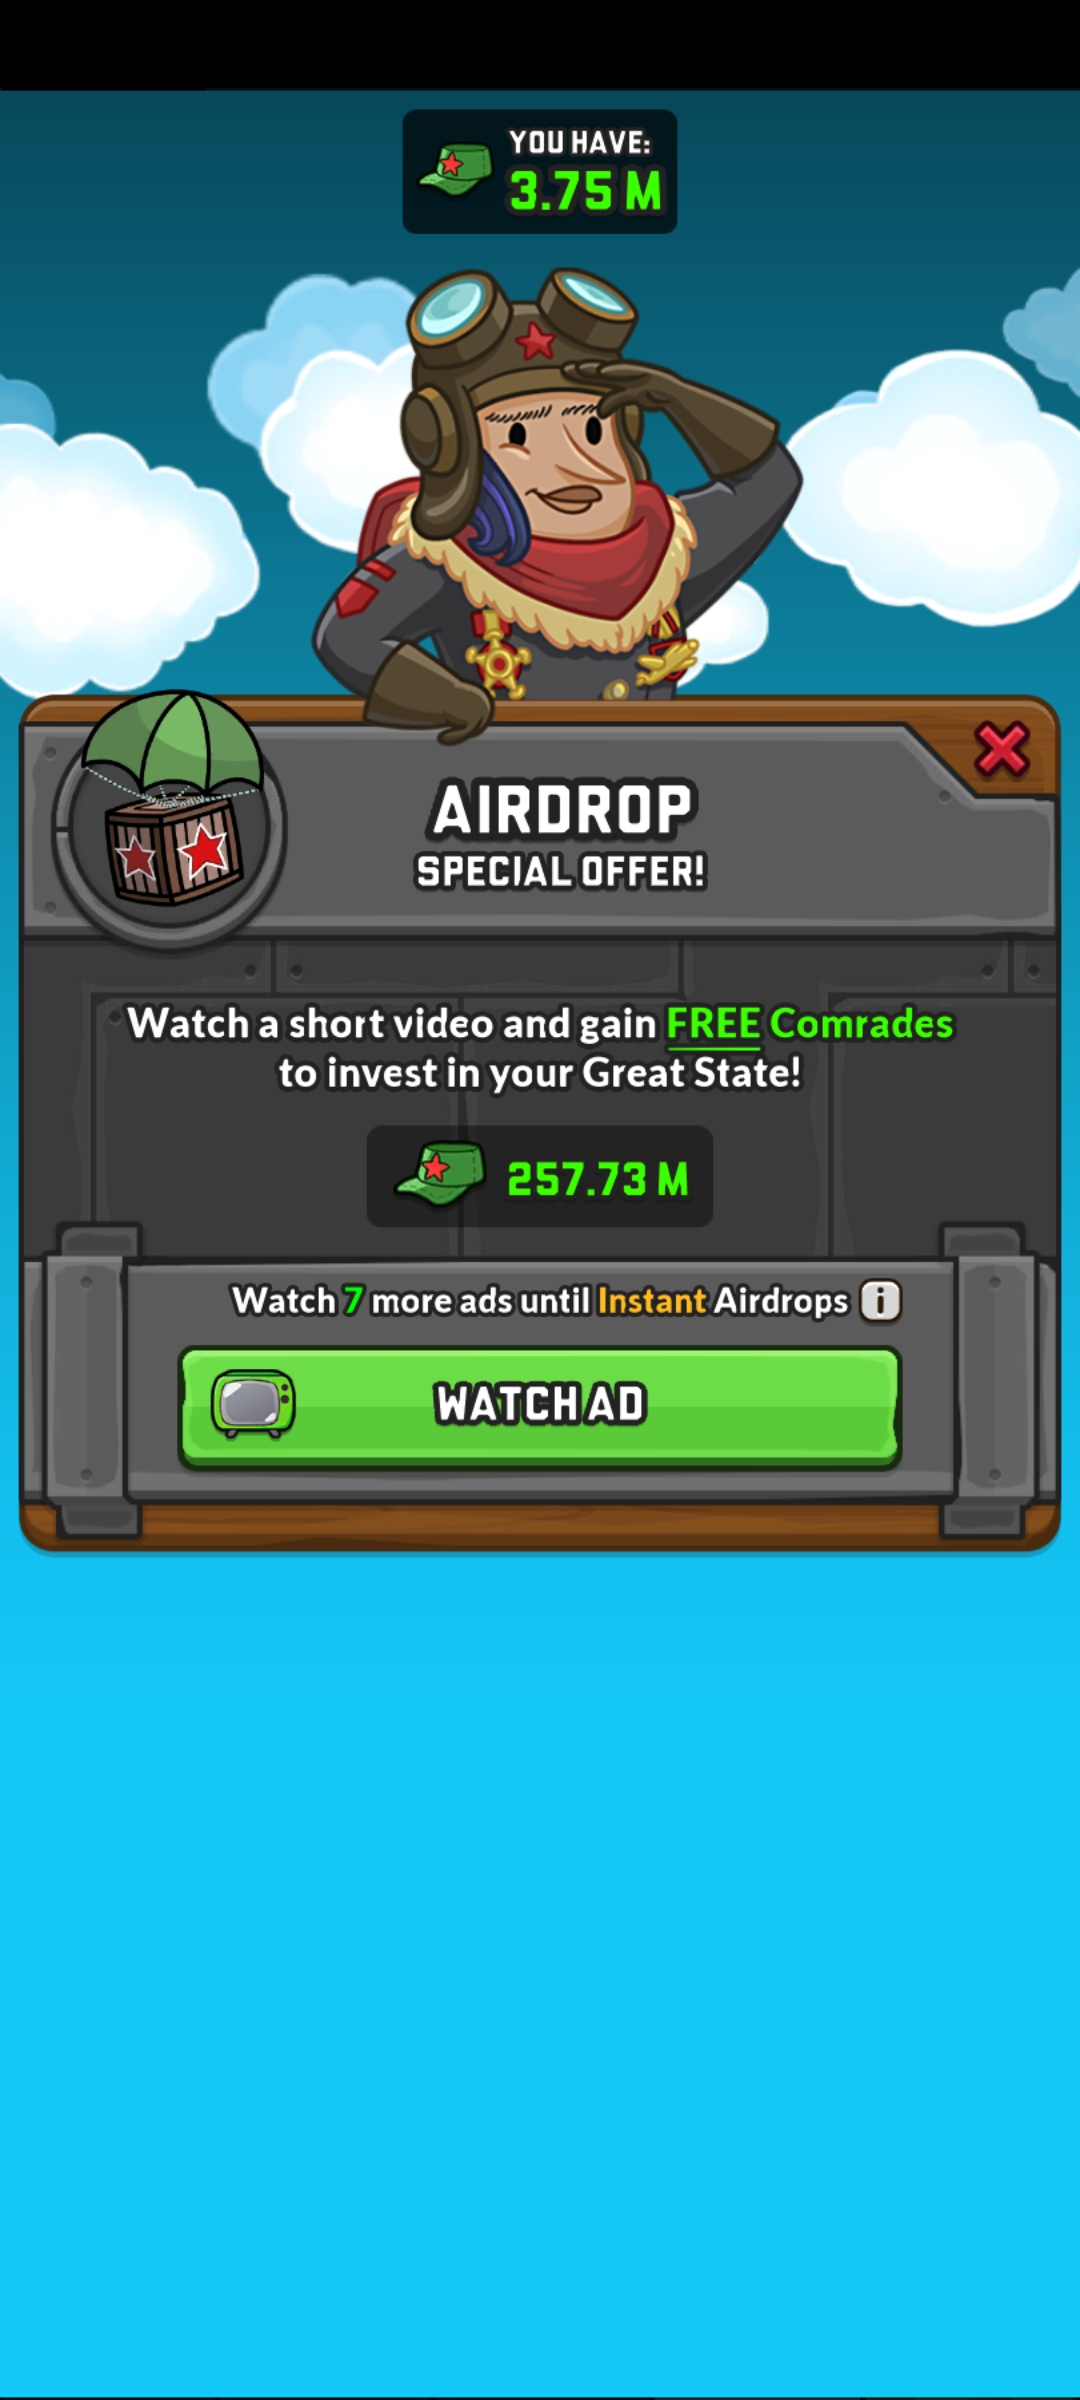 YOU HAVE:
3.75 M
AIRDROP
SPECIAL OFFER!
Watch a short video and gain FREE Comrades
to invest in your Great State!
257.73 M
Watch 7 more ads until Instant Airdrops i
WATCH AD